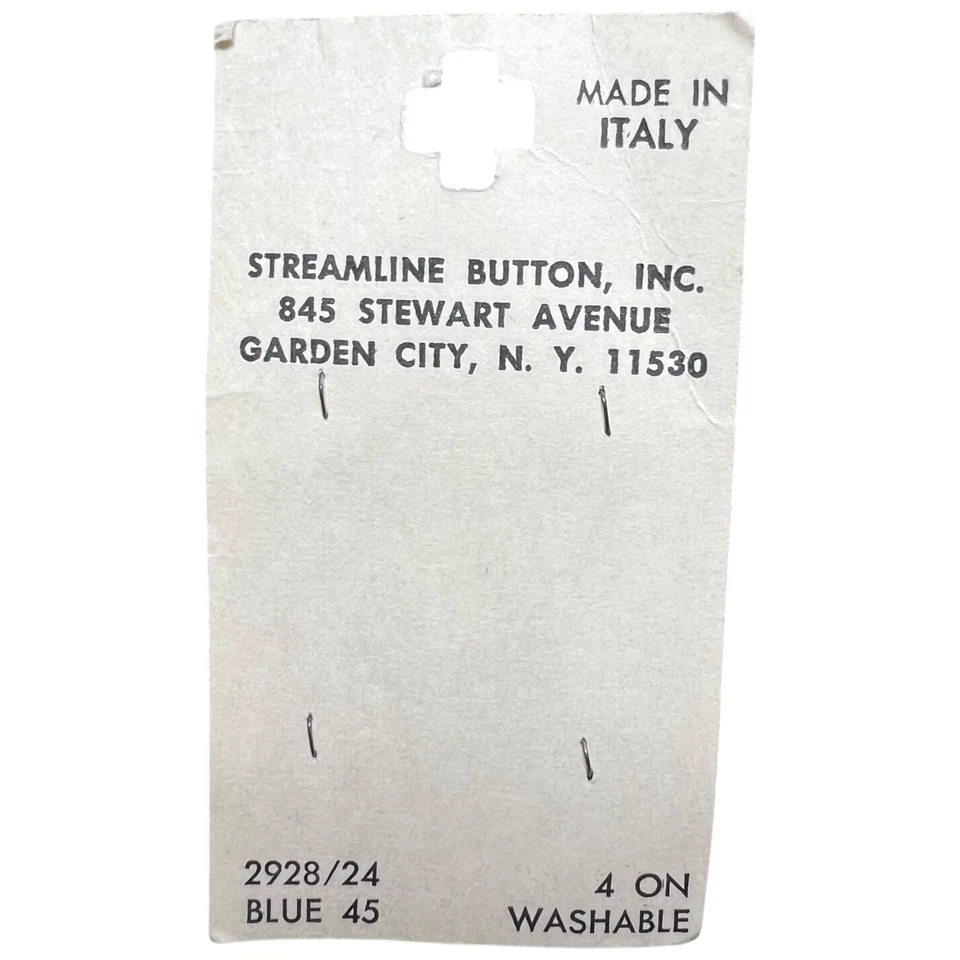 MADE IN
ITALY
STREAMLINE BUTTON, INC.
845 STEWART AVENUE
GARDEN CITY, N. Y. 11530
2928/24
BLUE 45
4 ON
WASHABLE